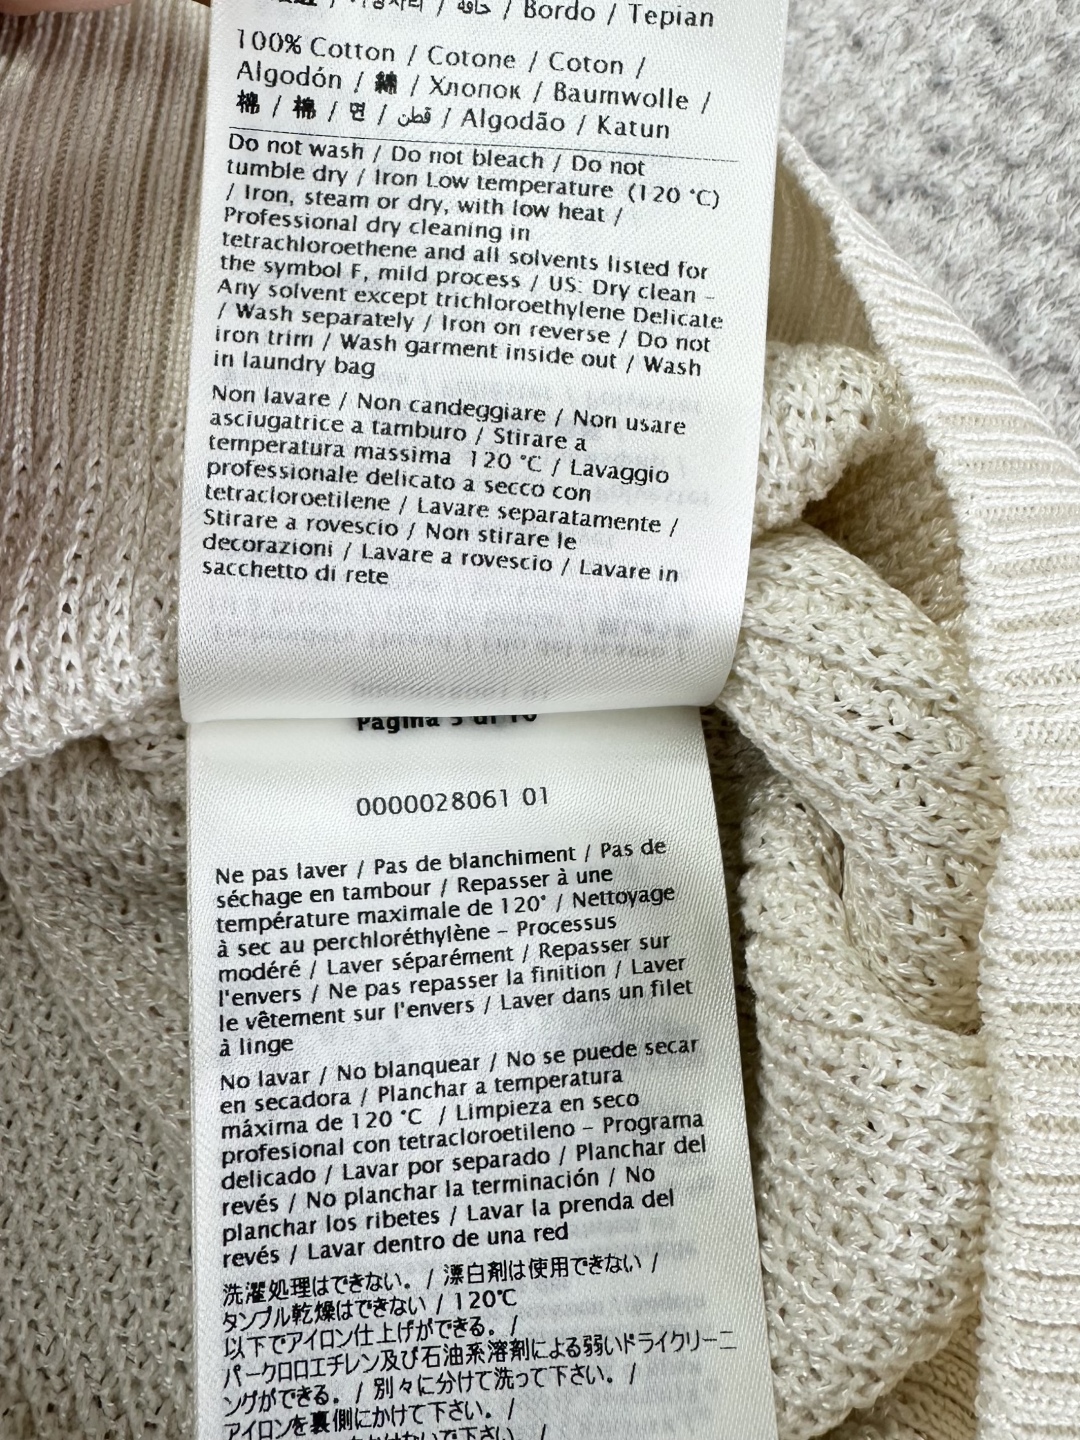 / 가장자리 / حافة / Bordo / Tepian
100% Cotton / Cotone / Coton /
Algodón / 綿 / Хлопок / Baumwolle /
棉 / 棉 / 면 / قطن / Algodão / Katun
Do not wash / Do not bleach / Do not
tumble dry / Iron Low temperature (120 °C)
/ Iron, steam or dry, with low heat /
Professional dry cleaning in
tetrachloroethene and all solvents listed for
the symbol F, mild process / US: Dry clean –
Any solvent except trichloroethylene Delicate
/ Wash separately / Iron on reverse / Do not
iron trim / Wash garment inside out / Wash
in laundry bag
Non lavare / Non candeggiare / Non usare
asciugatrice a tamburo / Stirare a
temperatura massima 120 °C / Lavaggio
professionale delicato a secco con
tetracloroetilene / Lavare separatamente /
Stirare a rovescio / Non stirare le
decorazioni / Lavare a rovescio / Lavare in
sacchetto di rete
Pagina 5 di 10
0000028061 01
Ne pas laver / Pas de blanchiment / Pas de
séchage en tambour / Repasser à une
température maximale de 120° / Nettoyage
à sec au perchloréthylène – Processus
modéré / Laver séparément / Repasser sur
l'envers / Ne pas repasser la finition / Laver
le vêtement sur l'envers / Laver dans un filet
à linge
No lavar / No blanquear / No se puede secar
en secadora / Planchar a temperatura
máxima de 120 °C / Limpieza en seco
profesional con tetracloroetileno – Programa
delicado / Lavar por separado / Planchar del
revés / No planchar la terminación / No
planchar los ribetes / Lavar la prenda del
revés / Lavar dentro de una red
洗濯処理はできない。 / 漂白剤は使用できない /
タンブル乾燥はできない / 120℃
以下でアイロン仕上げができる。 /
パークロロエチレン及び石油系溶剤による弱いドライクリーニ
ングができる。 / 別々に分けて洗って下さい。 /
アイロンを裏側にかけて下さい。 /